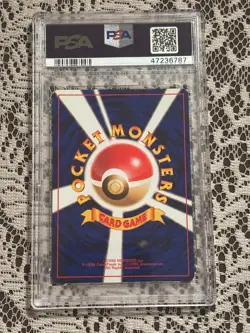 PSA
PSA
47236787
POCKET MONSTERS
CARD GAME